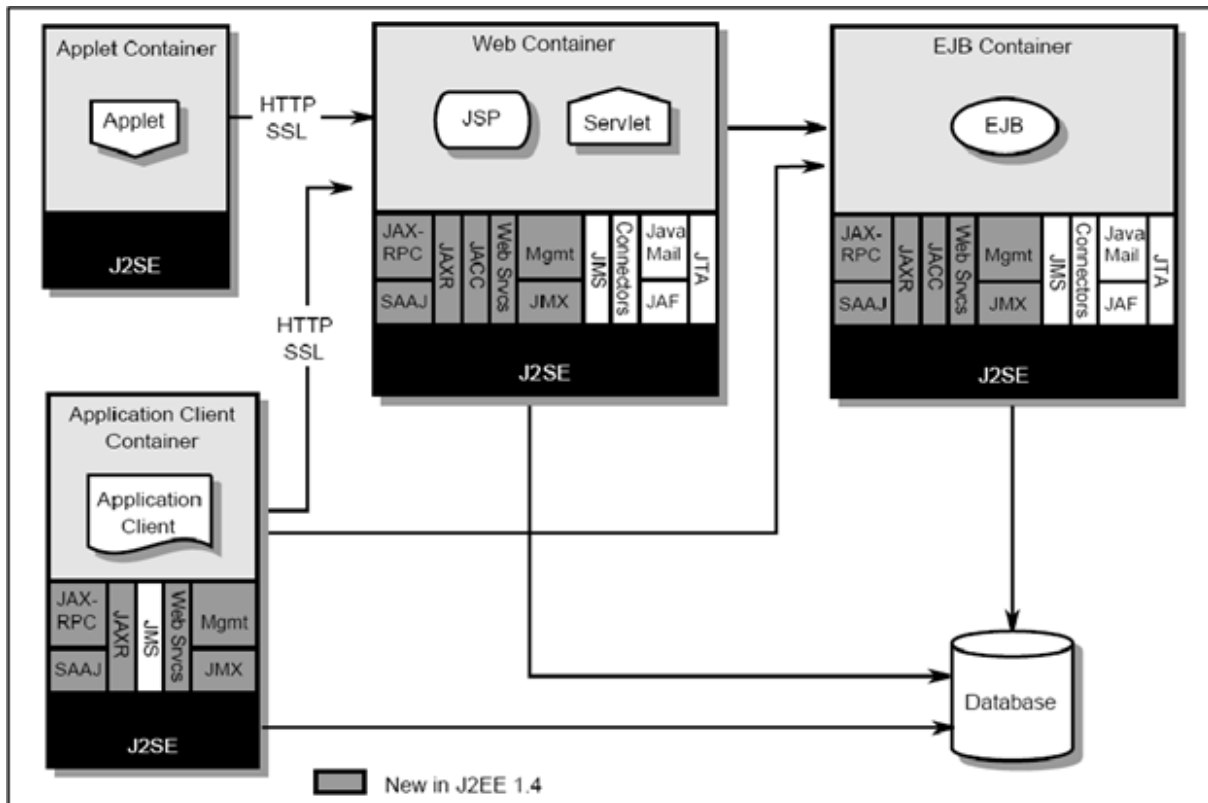 Applet Container
Applet
J2SE
HTTP
SSL
Web Container
JSP
Servlet
JAX-
RPC
SAAJ
JAXR
JACC
Web Srvcs
Mgmt
JMX
JMS
Connectors
Java
Mail
JAF
JTA
J2SE
EJB Container
EJB
JAX-
RPC
SAAJ
JAXR
JACC
Web Srvcs
Mgmt
JMX
JMS
Connectors
Java
Mail
JAF
JTA
J2SE
HTTP
SSL
Application Client
Container
Application
Client
JAX-
RPC
SAAJ
JAXR
JMS
Web Srvcs
Mgmt
JMX
J2SE
Database
New in J2EE 1.4